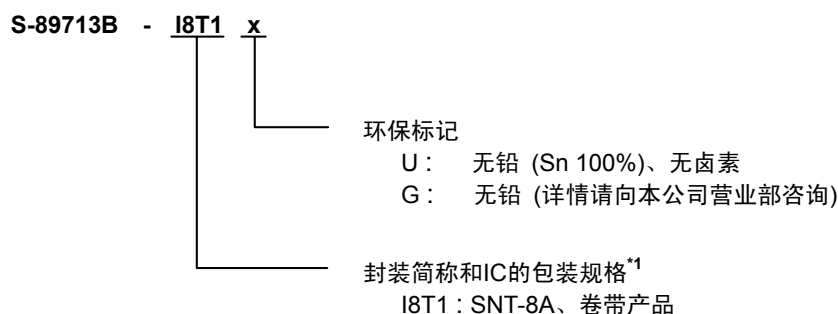 S-89713B - I8T1 x
环保标记
U： 无铅 (Sn 100%)、无卤素
G： 无铅 (详情请向本公司营业部咨询)
封装简称和IC的包装规格*1
I8T1 : SNT-8A、卷带产品